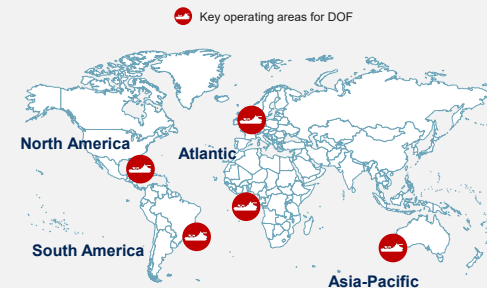 Key operating areas for DOF
North America
Atlantic
South America
Asia-Pacific